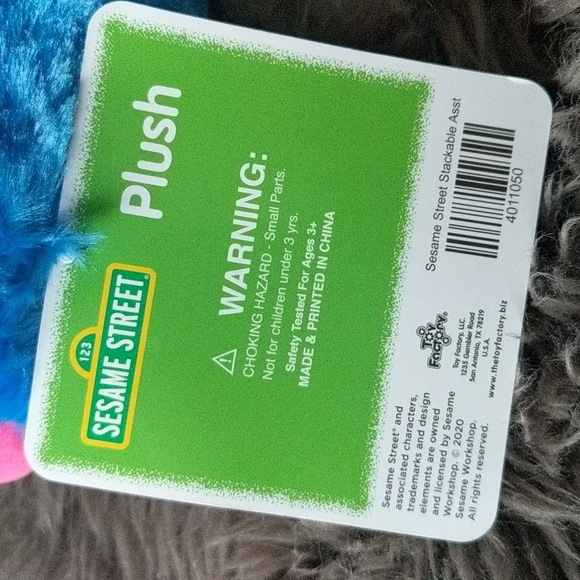 123
SESAME STREET®
Plush
WARNING:
CHOKING HAZARD - Small Parts.
Not for children under 3 yrs.
Safety Tested For Ages 3+
MADE & PRINTED IN CHINA
Sesame Street® and
associated characters,
trademarks and design
elements are owned
and licensed by Sesame
Workshop. © 2020
Sesame Workshop.
All rights reserved.
Toy
Factory®
Toy Factory, LLC.
1235 Gembler Road
San Antonio, TX 78219
U.S.A.
www.thetoyfactory.biz
Sesame Street Stackable Asst
4011050